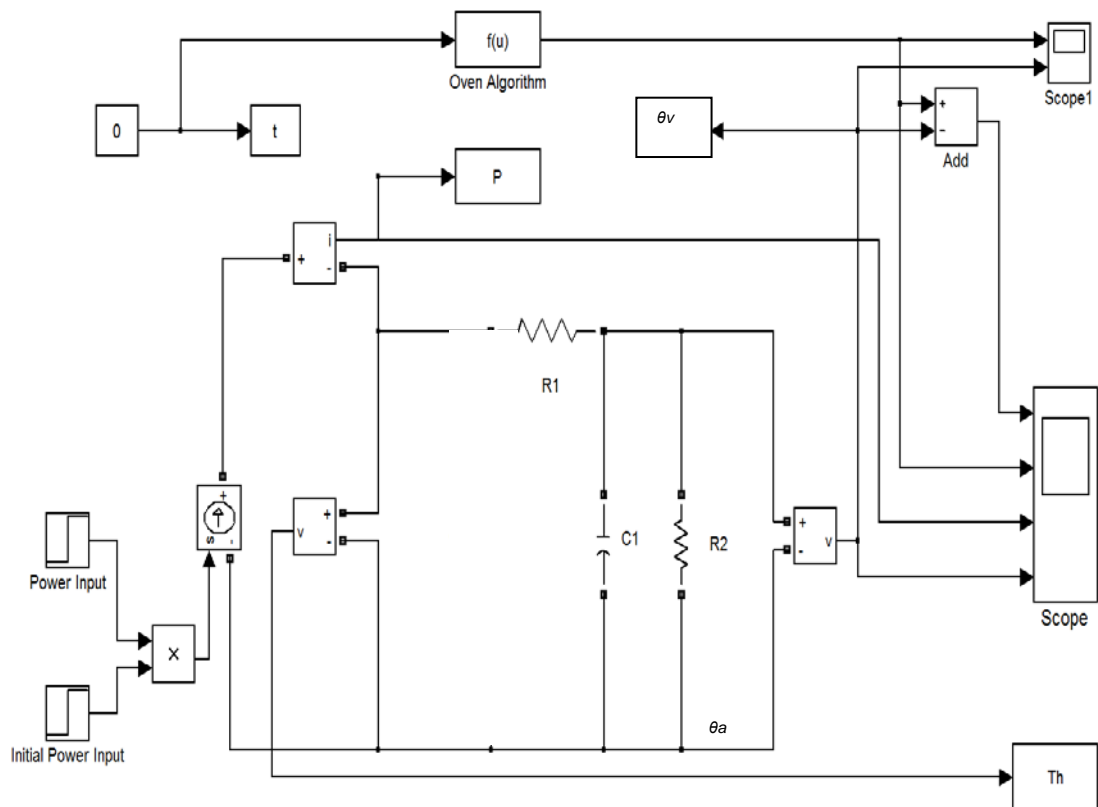 f(u)
Oven Algorithm
Scope1
0
t
θv
+
-
Add
P
i
+
-
R1
+
-
s
v
+
-
C1
R2
+
-
v
Scope
Power Input
X
Initial Power Input
θa
Th